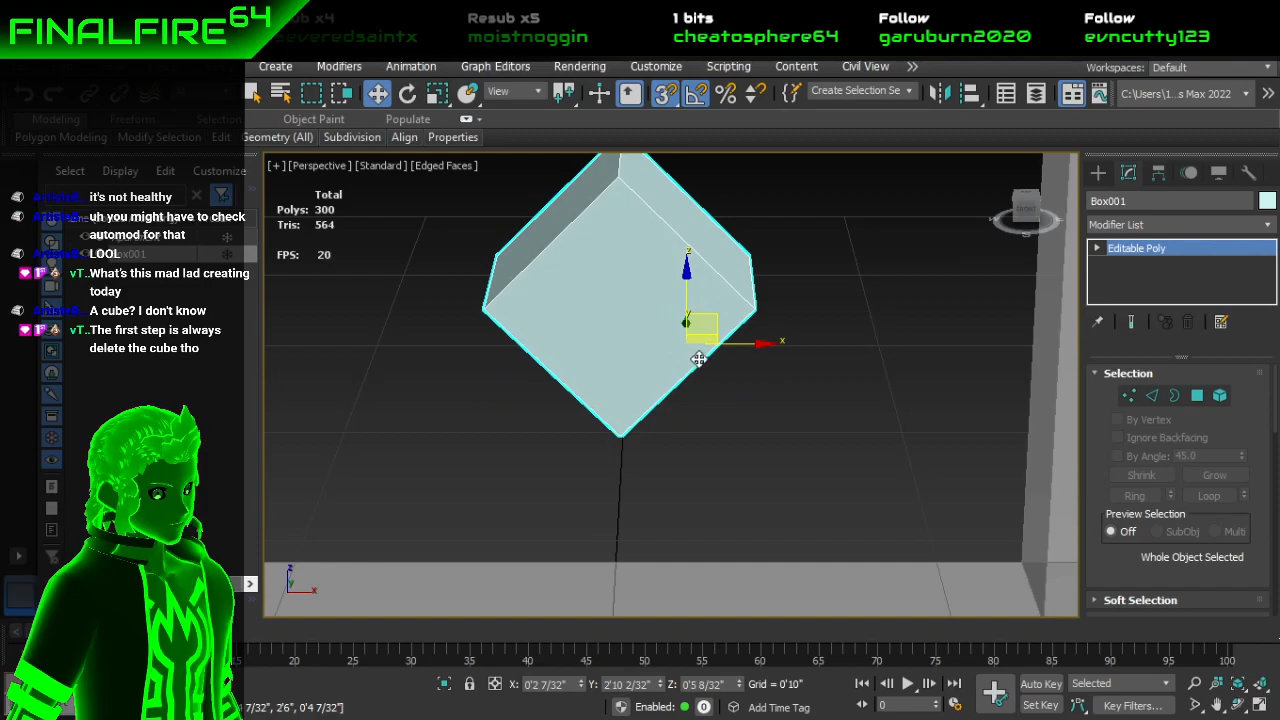 FINALFIRE64
Resub x4
severedsaintx
Resub x5
moistnoggin
1 bits
cheatosphere64
Follow
garuburn2020
Follow
evncutty123
Create Modifiers Animation Graph Editors Rendering Customize Scripting Content Civil View
Workspaces: Default
View
Create Selection Se
C:\Users\1...s Max 2022
Modeling Freeform Selection Object Paint Populate
Polygon Modeling Modify Selection Edit Geometry (All) Subdivision Align Properties
Select Display Edit Customize
it's not healthy
uh you might have to check
automod for that
LOOL
vT.. What's this mad lad creating
today
A cube? I don't know
vT.. The first step is always
delete the cube tho
[+] [Perspective] [Standard] [Edged Faces]
Total
Polys: 300
Tris: 564
FPS: 20
z
y
x
FRONT
z
y
x
Box001
Modifier List
Editable Poly
Selection
By Vertex
Ignore Backfacing
By Angle: 45.0
Shrink Grow
Ring Loop
Preview Selection
Off SubObj Multi
Whole Object Selected
Soft Selection
15 20 25 30 35 40 45 50 55 60 65 70 75 80 85 90 95 100
X: 0'2 7/32" Y: 2'10 2/32" Z: 0'5 8/32" Grid = 0'10"
Auto Key Selected
7/32", 2'6", 0'4 7/32"]
Enabled: 0 Add Time Tag
0
Set Key Key Filters...